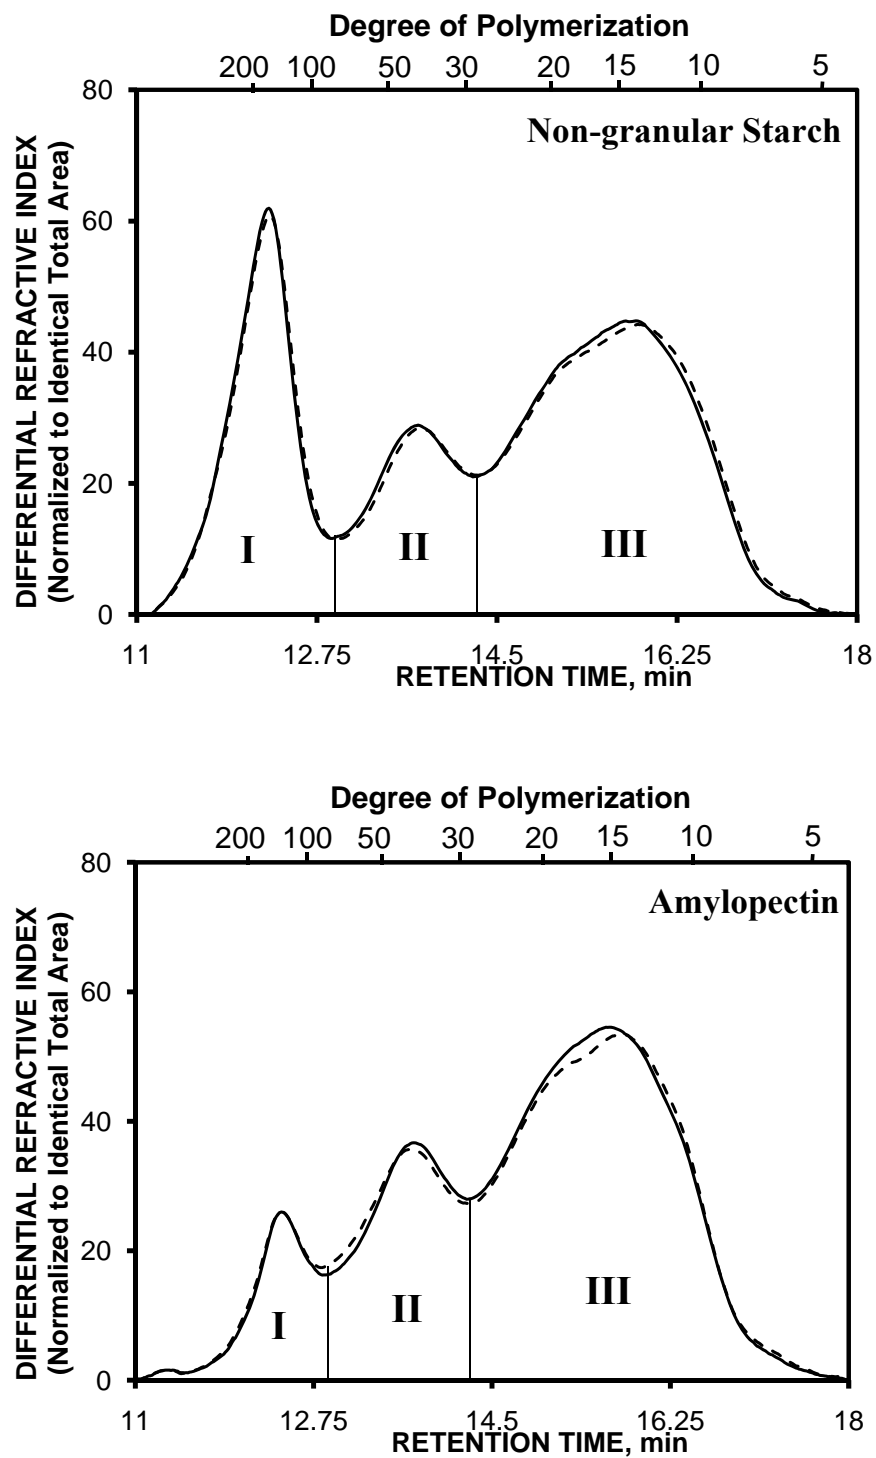 Degree of Polymerization
200 100 50 40 30 20 15 10 5
Non-granular Starch
DIFFERENTIAL REFRACTIVE INDEX
(Normalized to Identical Total Area)
80
60
40
20
0
I II III
11 12.75 14.5 16.25 18
RETENTION TIME, min
Degree of Polymerization
200 100 50 40 30 20 15 10 5
Amylopectin
DIFFERENTIAL REFRACTIVE INDEX
(Normalized to Identical Total Area)
80
60
40
20
0
I II III
11 12.75 14.5 16.25 18
RETENTION TIME, min